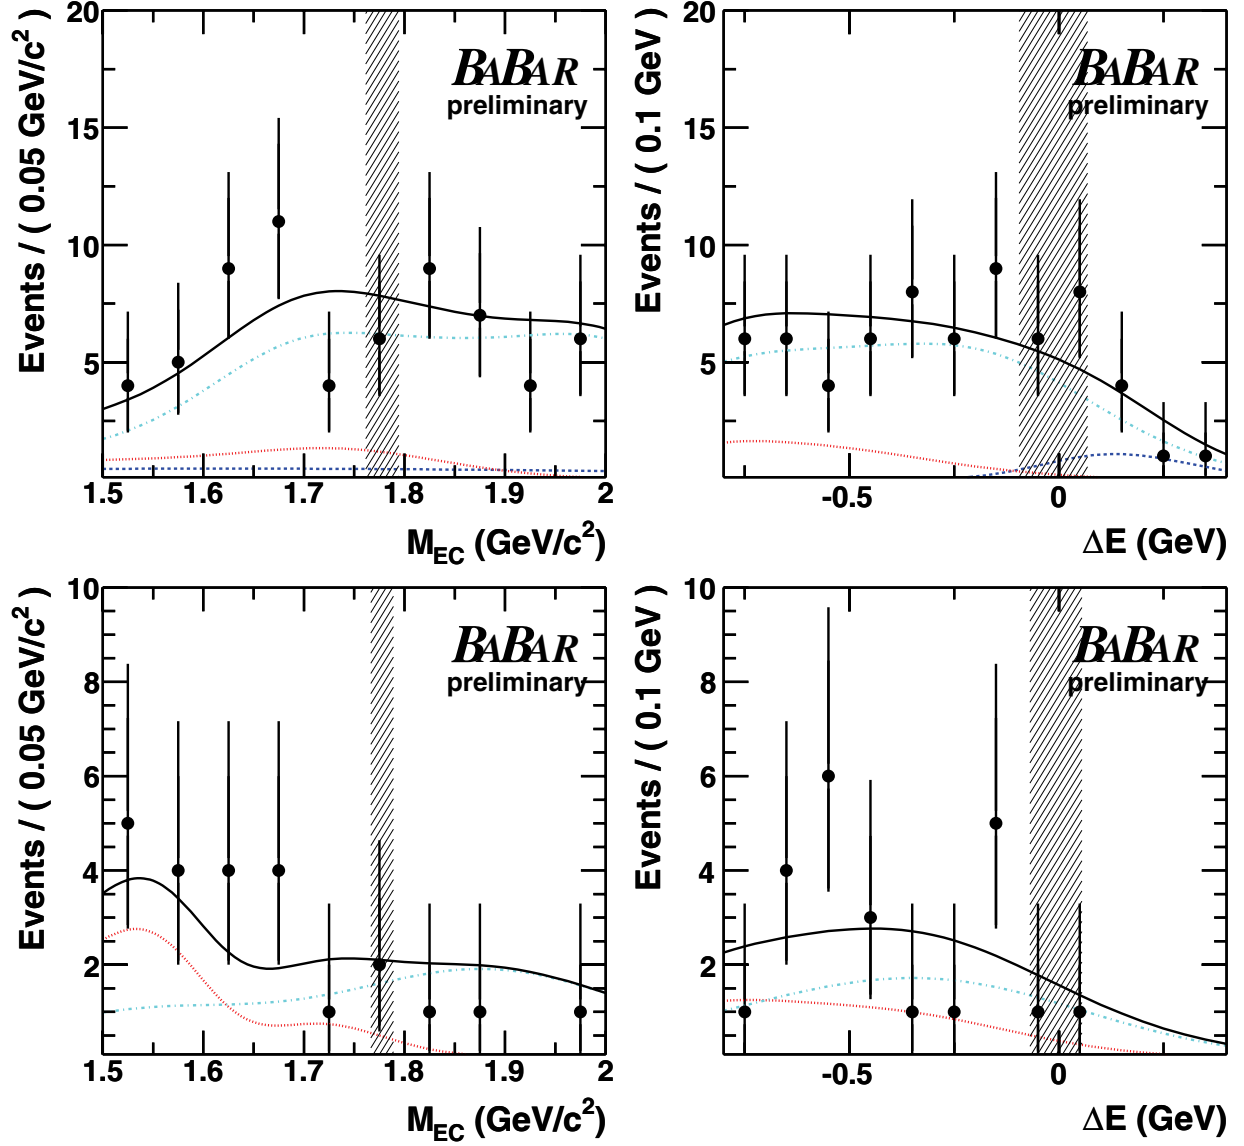 Events / ( 0.05 GeV/c²)
20
15
10
5
BABAR
preliminary
1.5 1.6 1.7 1.8 1.9 2
M_EC (GeV/c²)
Events / ( 0.1 GeV )
20
15
10
5
BABAR
preliminary
-0.5 0
ΔE (GeV)
Events / ( 0.05 GeV/c²)
10
8
6
4
2
BABAR
preliminary
1.5 1.6 1.7 1.8 1.9 2
M_EC (GeV/c²)
Events / ( 0.1 GeV )
10
8
6
4
2
BABAR
preliminary
-0.5 0
ΔE (GeV)